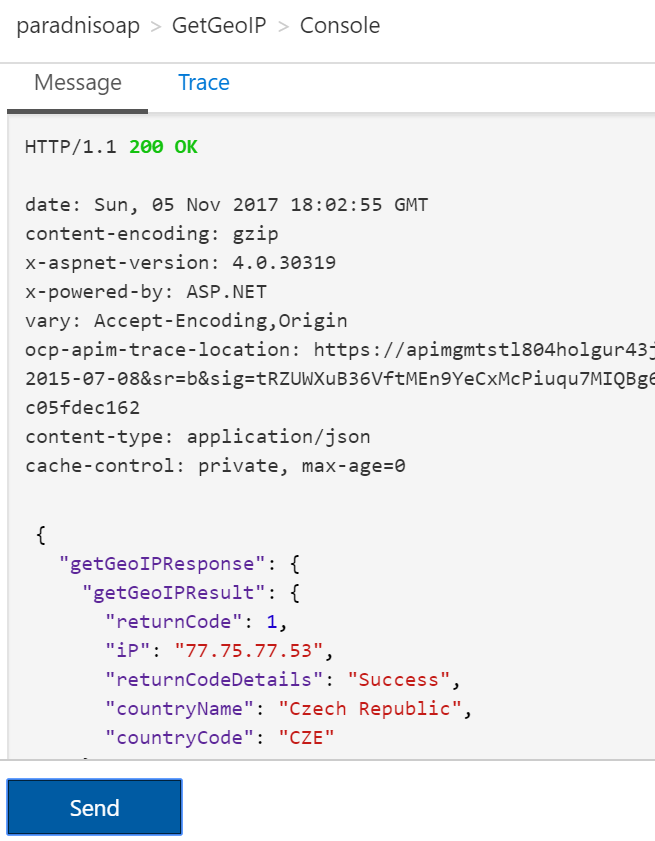 paradnisoap > GetGeoIP > Console
Message Trace
HTTP/1.1 200 OK
date: Sun, 05 Nov 2017 18:02:55 GMT
content-encoding: gzip
x-aspnet-version: 4.0.30319
x-powered-by: ASP.NET
vary: Accept-Encoding,Origin
ocp-apim-trace-location: https://apimgmtstl804holgur43j
2015-07-08&sr=b&sig=tRZUWXuB36VftMEn9YeCxMcPiuqu7MIQBg6
c05fdec162
content-type: application/json
cache-control: private, max-age=0
{
"getGeoIPResponse": {
"getGeoIPResult": {
"returnCode": 1,
"iP": "77.75.77.53",
"returnCodeDetails": "Success",
"countryName": "Czech Republic",
"countryCode": "CZE"
Send